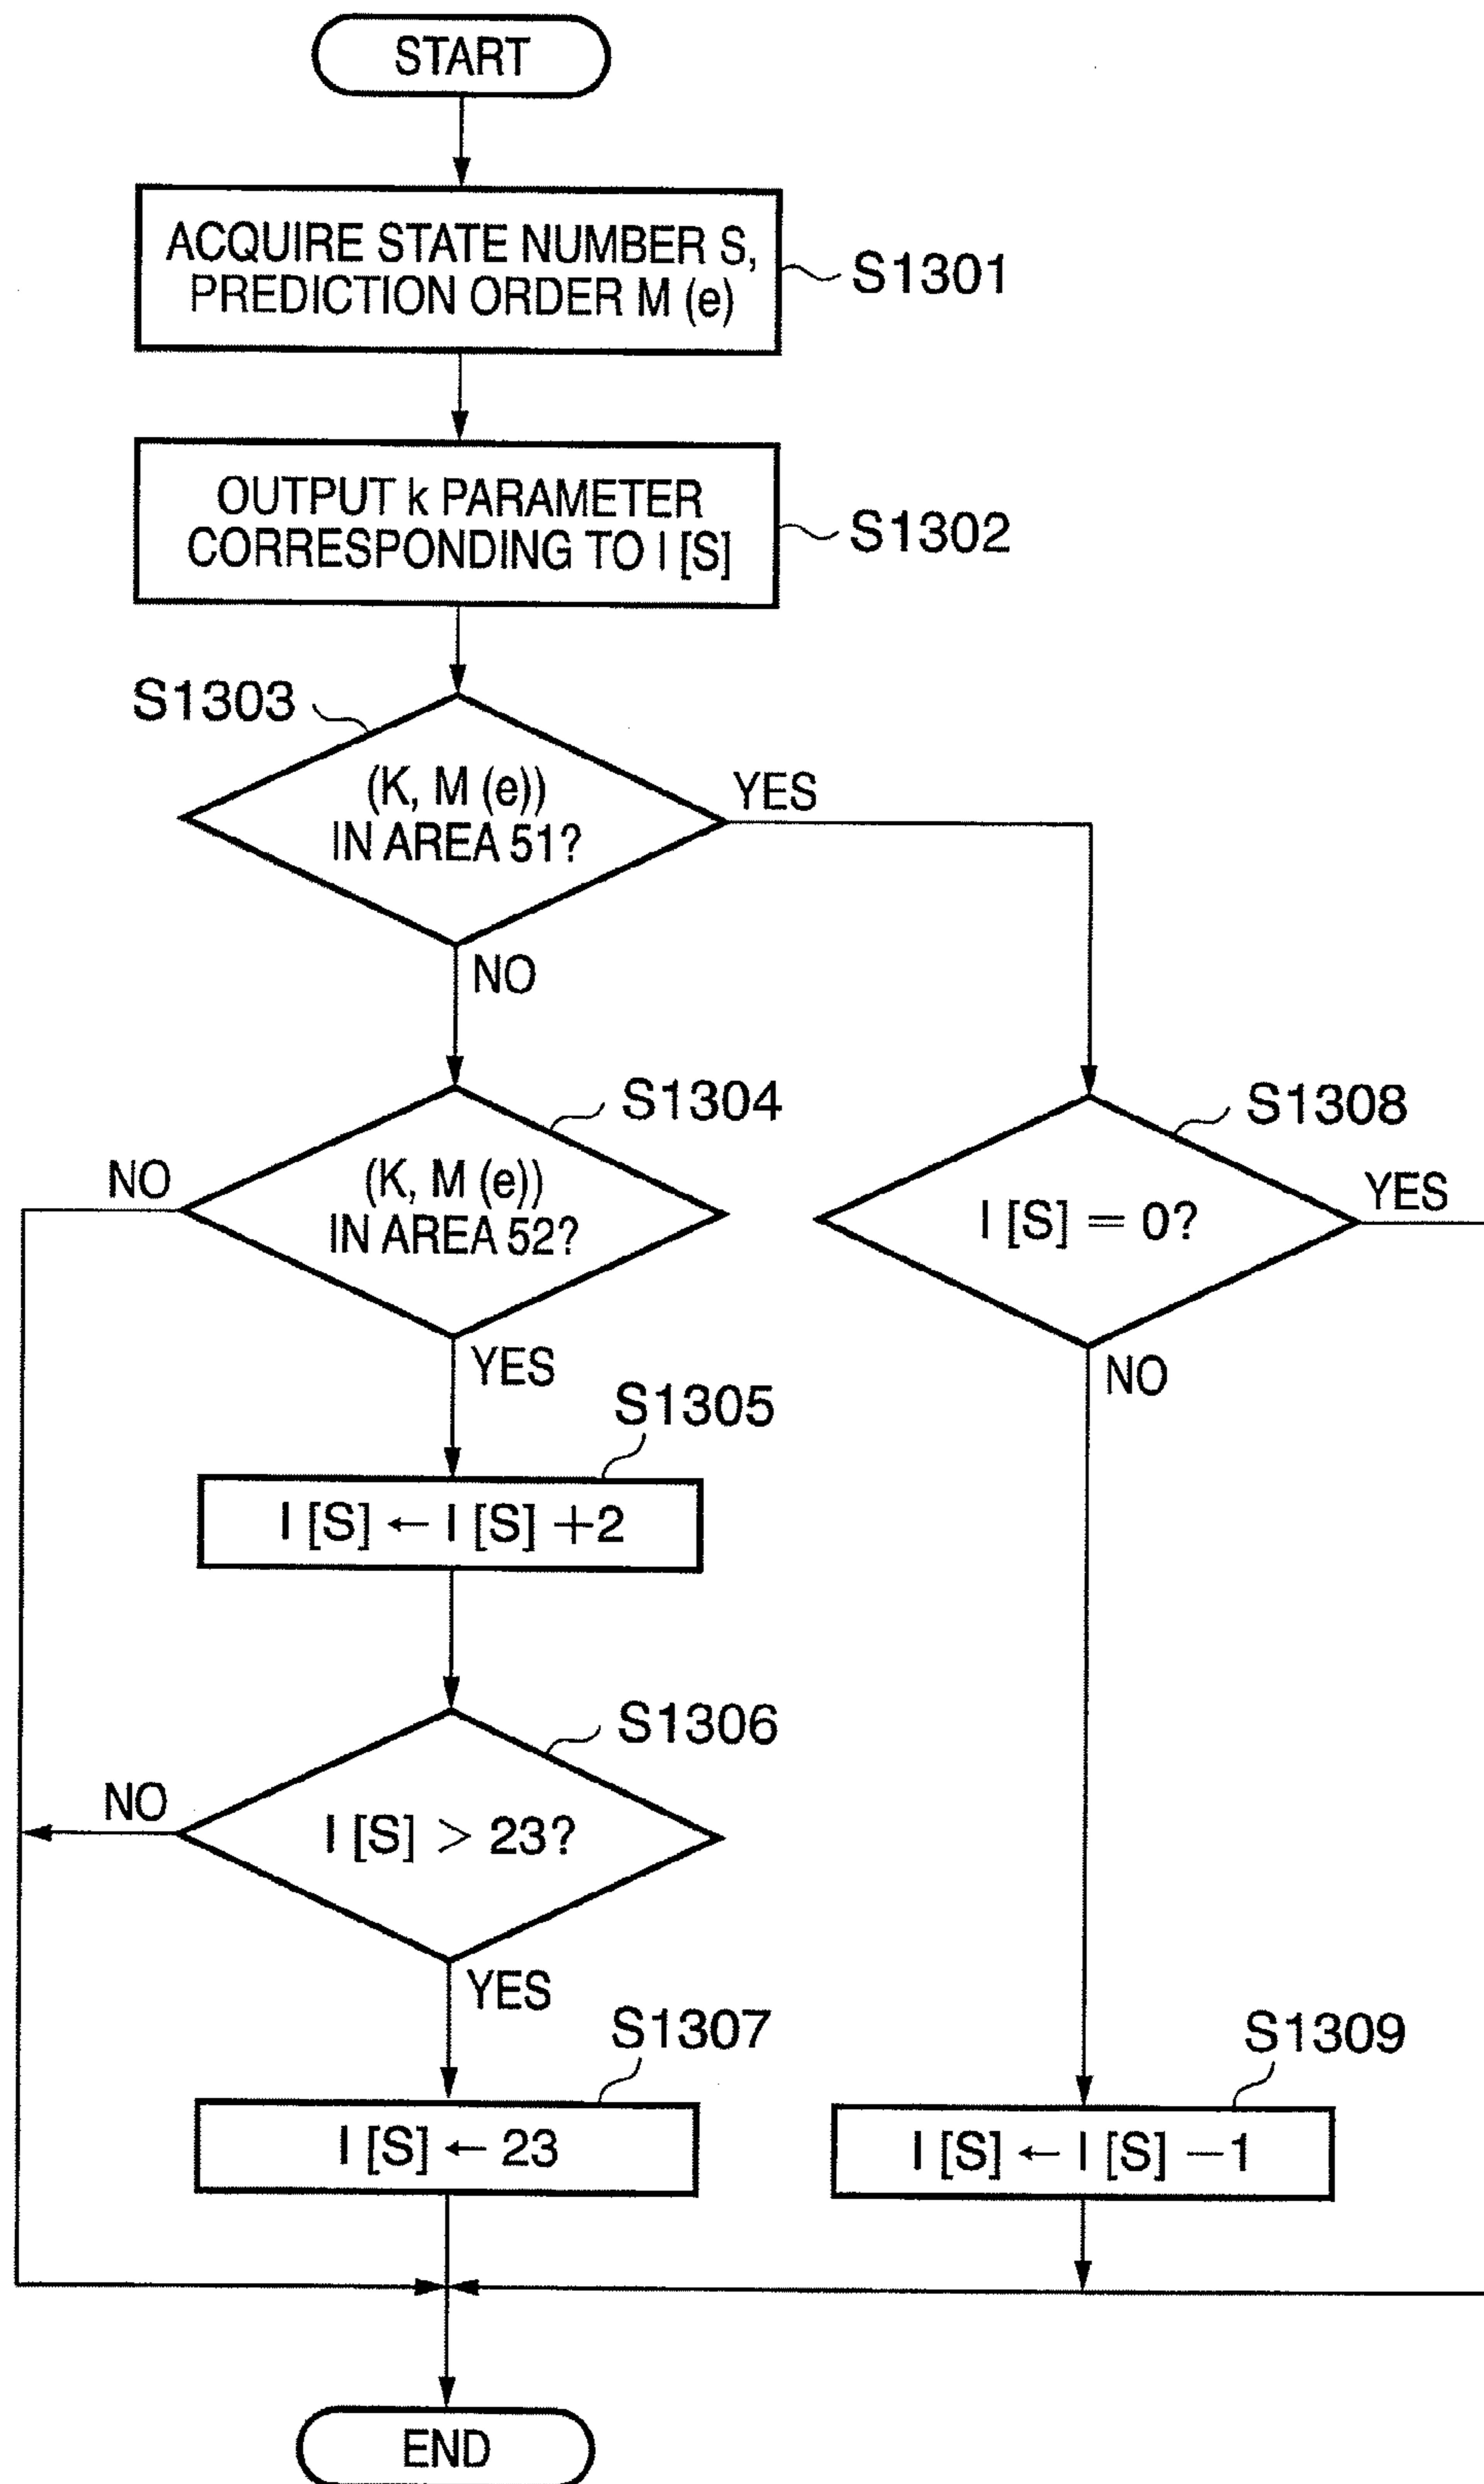 START
ACQUIRE STATE NUMBER S,
PREDICTION ORDER M (e)
S1301
OUTPUT k PARAMETER
CORRESPONDING TO I [S]
S1302
S1303
(K, M (e))
IN AREA 51?
YES
NO
S1304
(K, M (e))
IN AREA 52?
NO
YES
S1308
I [S] = 0?
YES
NO
S1305
I [S] ← I [S] +2
S1306
I [S] > 23?
NO
YES
S1307
I [S] ← 23
S1309
I [S] ← I [S] −1
END